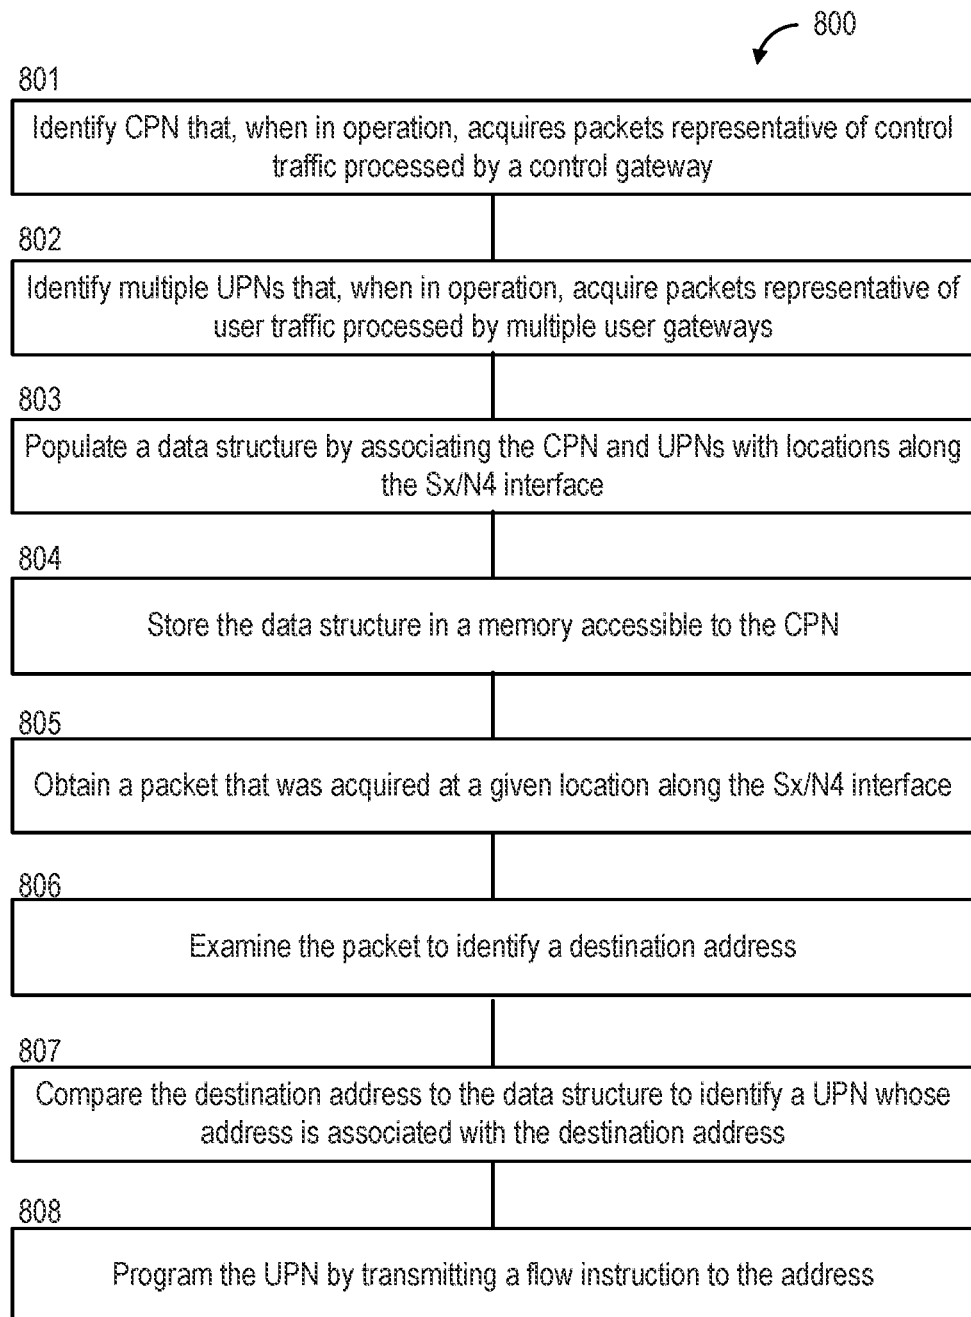 800
801
Identify CPN that, when in operation, acquires packets representative of control
traffic processed by a control gateway
802
Identify multiple UPNs that, when in operation, acquire packets representative of
user traffic processed by multiple user gateways
803
Populate a data structure by associating the CPN and UPNs with locations along
the Sx/N4 interface
804
Store the data structure in a memory accessible to the CPN
805
Obtain a packet that was acquired at a given location along the Sx/N4 interface
806
Examine the packet to identify a destination address
807
Compare the destination address to the data structure to identify a UPN whose
address is associated with the destination address
808
Program the UPN by transmitting a flow instruction to the address